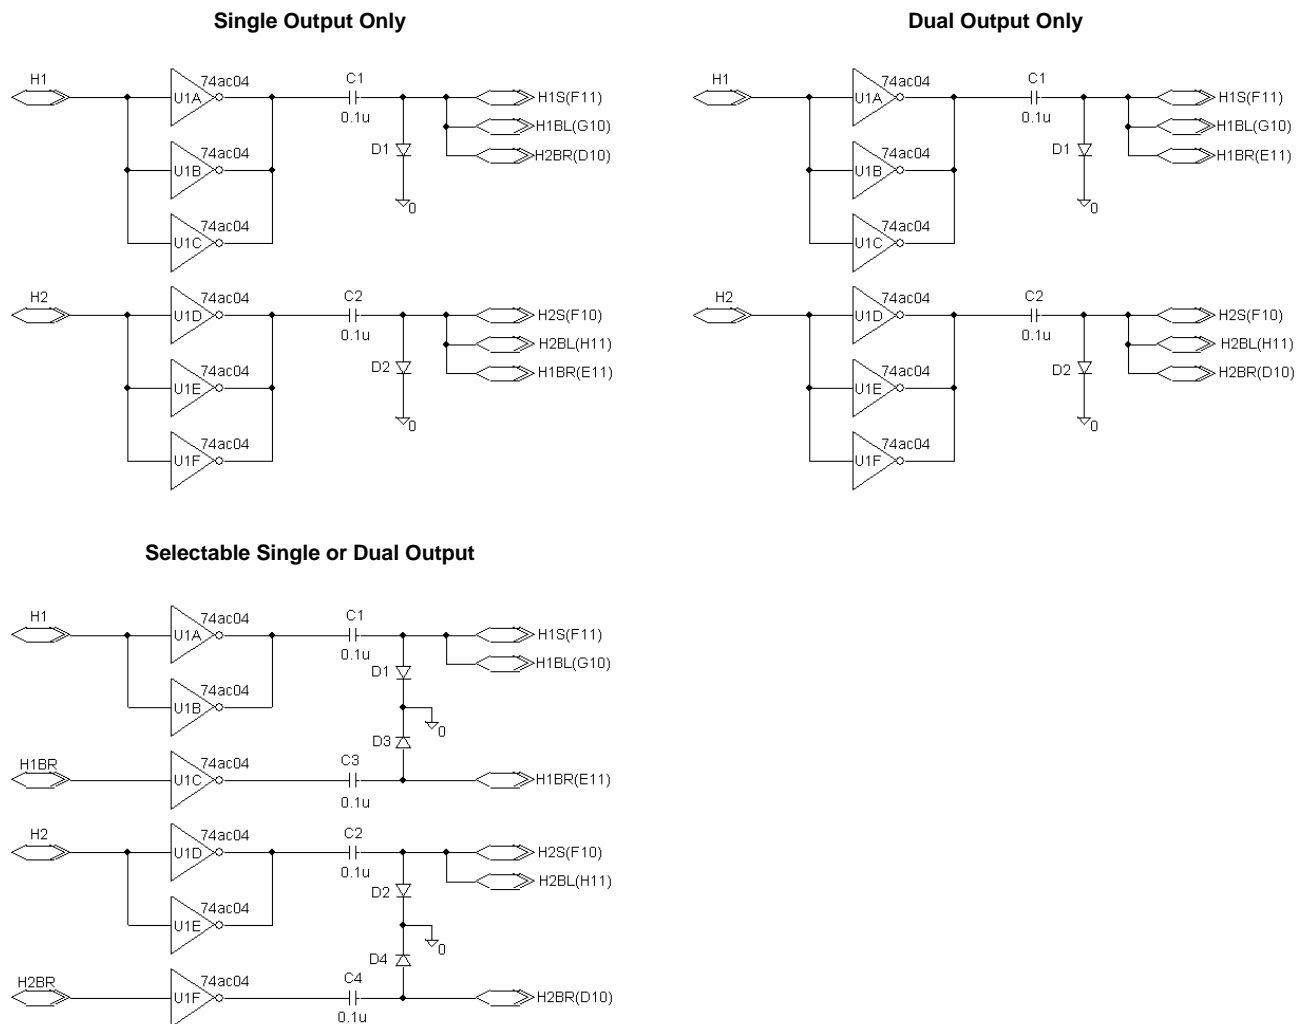 Single Output Only
H1
74ac04
U1A
C1
0.1u
H1S(F11)
H1BL(G10)
H2BR(D10)
74ac04
U1B
D1
0
74ac04
U1C
H2
74ac04
U1D
C2
0.1u
H2S(F10)
H2BL(H11)
H1BR(E11)
74ac04
U1E
D2
0
74ac04
U1F
Dual Output Only
H1
74ac04
U1A
C1
0.1u
H1S(F11)
H1BL(G10)
H1BR(E11)
74ac04
U1B
D1
0
74ac04
U1C
H2
74ac04
U1D
C2
0.1u
H2S(F10)
H2BL(H11)
H2BR(D10)
74ac04
U1E
D2
0
74ac04
U1F
Selectable Single or Dual Output
H1
74ac04
U1A
C1
0.1u
H1S(F11)
H1BL(G10)
74ac04
U1B
D1
0
D3
H1BR
74ac04
U1C
C3
0.1u
H1BR(E11)
H2
74ac04
U1D
C2
0.1u
H2S(F10)
H2BL(H11)
74ac04
U1E
D2
0
D4
H2BR
74ac04
U1F
C4
0.1u
H2BR(D10)